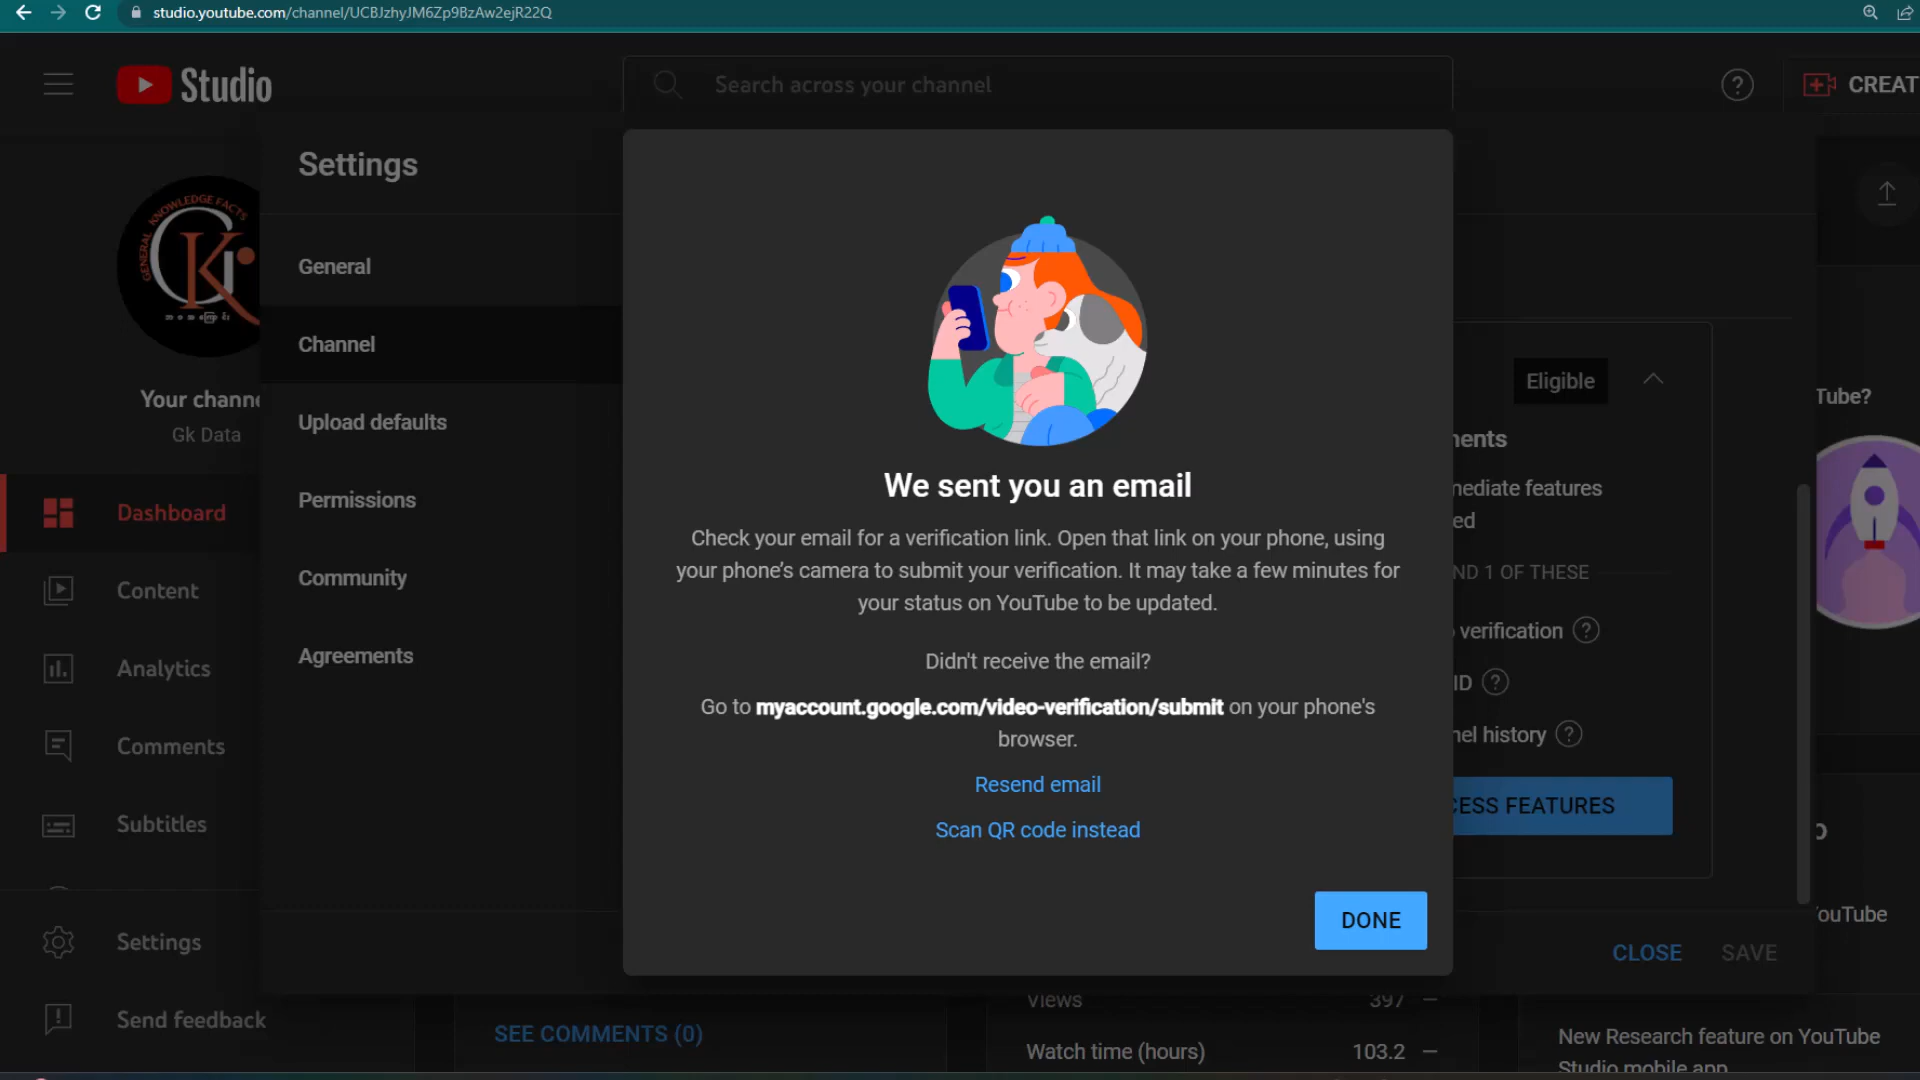 studio.youtube.com/channel/UCBJzhyJM6Zp9BzAw2ejR22Q
Studio
Search across your channel
CREAT
Settings
GENERAL KNOWLEDGE FACTS
General
Channel
Eligible
Your channe
Tube?
Gk Data
Upload defaults
ents
We sent you an email
nediate features
Permissions
ed
Dashboard
Check your email for a verification link. Open that link on your phone, using
your phone's camera to submit your verification. It may take a few minutes for
your status on YouTube to be updated.
ND 1 OF THESE
Community
Content
verification
Didn't receive the email?
Agreements
Analytics
ID
Go to myaccount.google.com/video-verification/submit on your phone's
browser.
nel history
Comments
Resend email
CESS FEATURES
Subtitles
Scan QR code instead
DONE
ouTube
Settings
CLOSE
SAVE
Views 397 –
Send feedback
SEE COMMENTS (0)
New Research feature on YouTube
Watch time (hours) 103.2 –
Studio mobile app